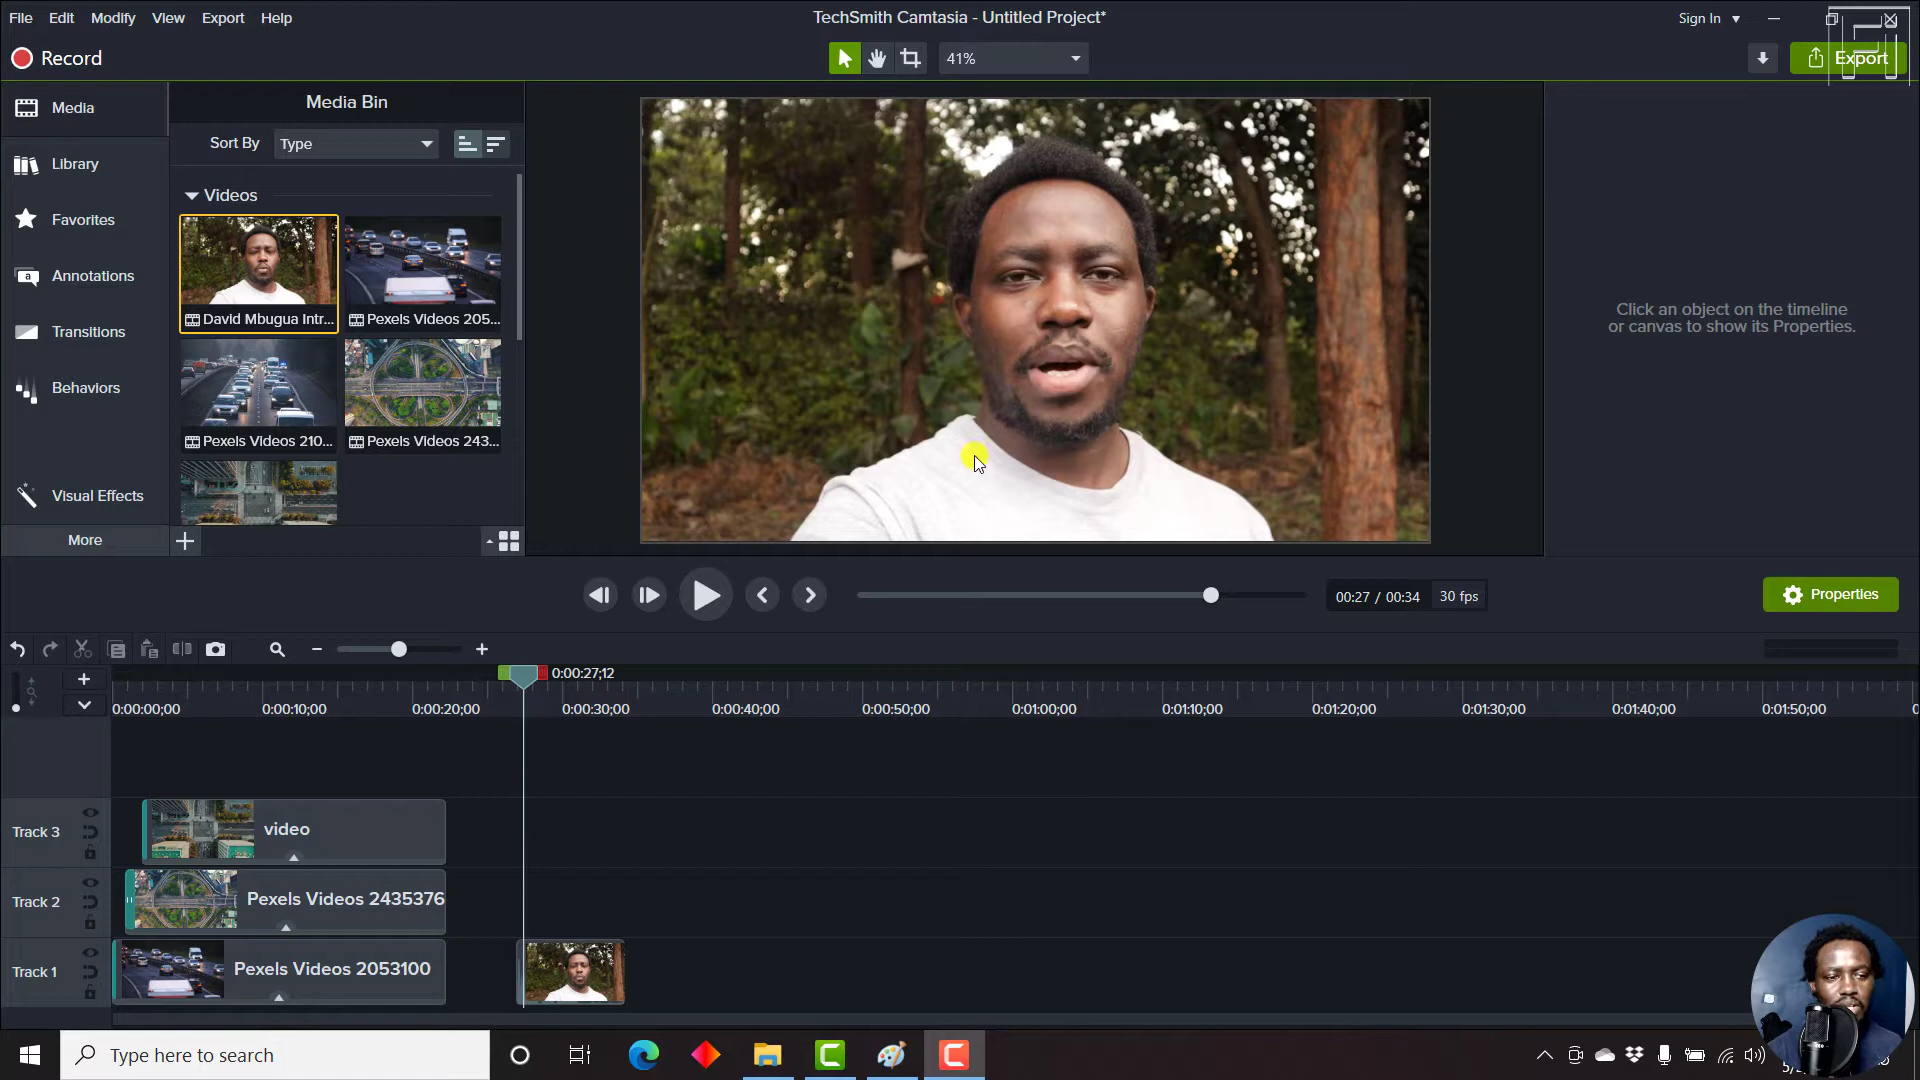 File Edit Modify View Export Help
TechSmith Camtasia - Untitled Project*
Sign In
Record
41%
Export
Media
Library
Favorites
Annotations
Transitions
Behaviors
Visual Effects
More
Media Bin
Sort By Type
Videos
David Mbugua Intr...
Pexels Videos 205...
Pexels Videos 210...
Pexels Videos 243...
Click an object on the timeline
or canvas to show its Properties.
00:27 / 00:34 30 fps
Properties
0:00:27;12
0:00:00;00 0:00:10;00 0:00:20;00 0:00:30;00 0:00:40;00 0:00:50;00 0:01:00;00 0:01:10;00 0:01:20;00 0:01:30;00 0:01:40;00 0:01:50;00
Track 3
video
Track 2
Pexels Videos 2435376
Track 1
Pexels Videos 2053100
Type here to search